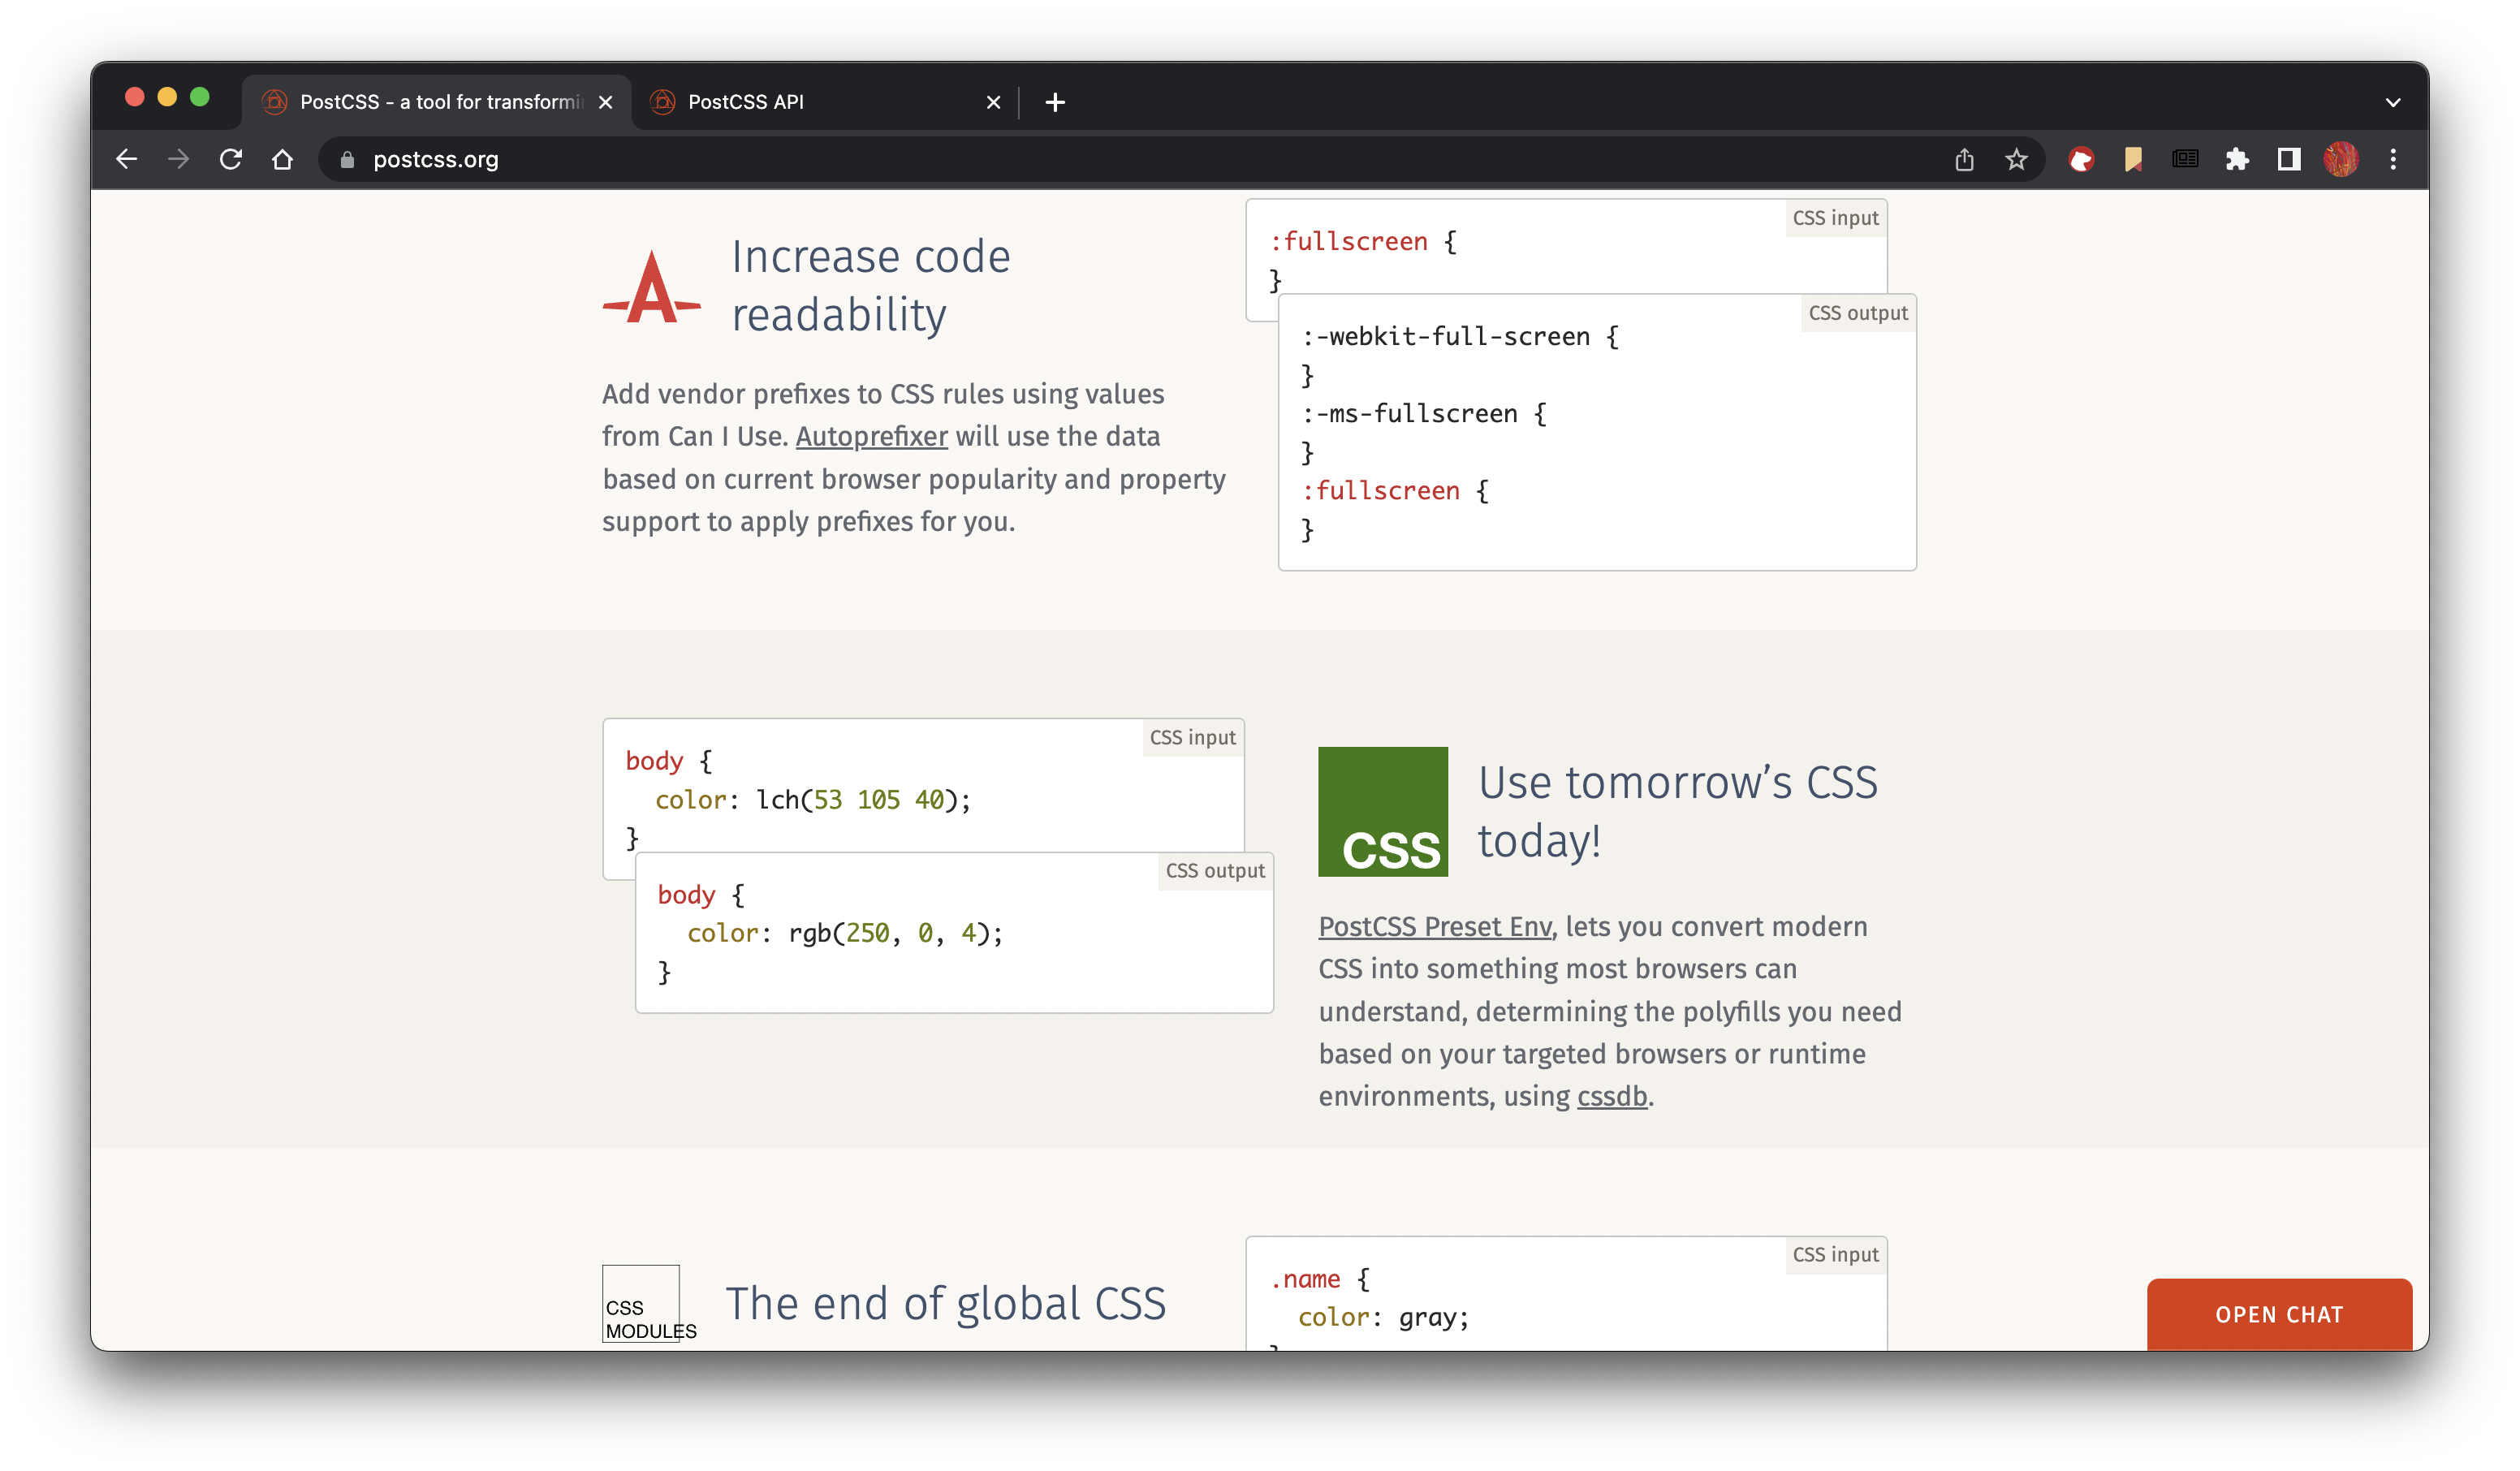 PostCSS - a tool for transformi
PostCSS API
postcss.org
Increase code
readability
Add vendor prefixes to CSS rules using values
from Can I Use. Autoprefixer will use the data
based on current browser popularity and property
support to apply prefixes for you.
CSS input
:fullscreen {
}
CSS output
:-webkit-full-screen {
}
:-ms-fullscreen {
}
:fullscreen {
}
CSS input
body {
  color: lch(53 105 40);
}
CSS output
body {
  color: rgb(250, 0, 4);
}
CSS
Use tomorrow’s CSS
today!
PostCSS Preset Env, lets you convert modern
CSS into something most browsers can
understand, determining the polyfills you need
based on your targeted browsers or runtime
environments, using cssdb.
CSS
MODULES
The end of global CSS
CSS input
.name {
  color: gray;
}
OPEN CHAT